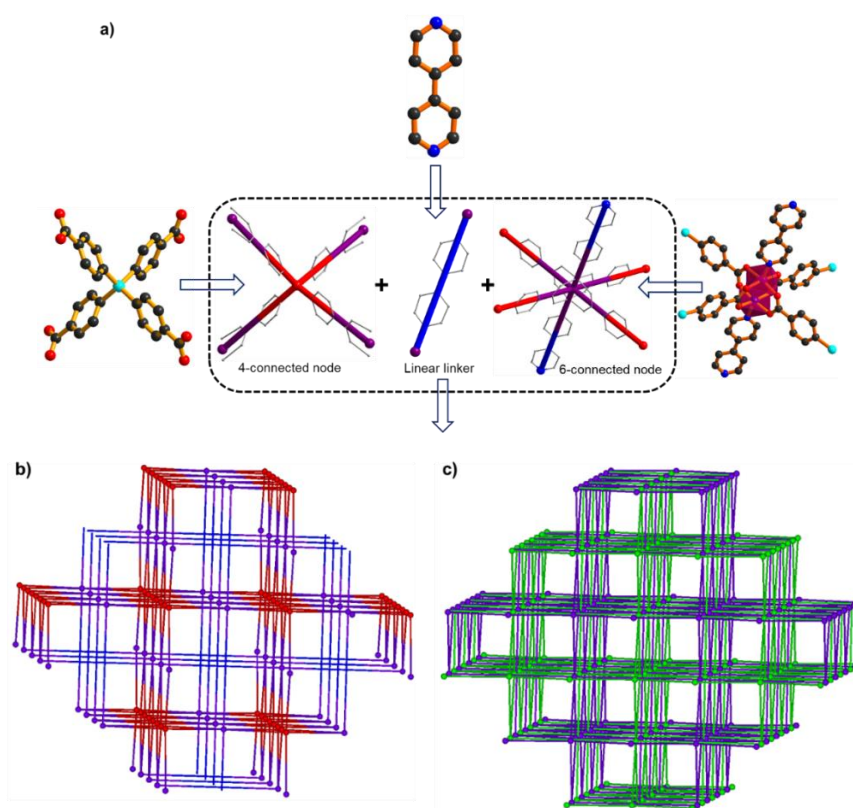 a)
+
+
4-connected node
Linear linker
6-connected node
b)
c)